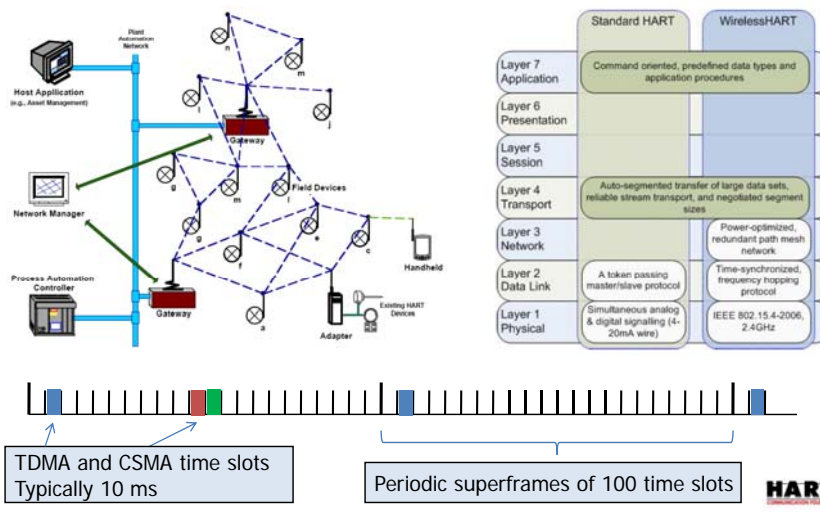 Plant
Automation
Network
Host Application
(e.g., Asset Management)
Network Manager
Process Automation
Controller
Gateway
Gateway
Field Devices
n
m
l
j
g
m
l
g
f
e
c
a
Handheld
Adapter
Existing HART
Devices
Standard HART
WirelessHART
Layer 7
Application
Command oriented, predefined data types and
application procedures
Layer 6
Presentation
Layer 5
Session
Layer 4
Transport
Auto-segmented transfer of large data sets,
reliable stream transport, and negotiated segment
sizes
Layer 3
Network
Power-optimized,
redundant path mesh
network
Layer 2
Data Link
A token passing
master/slave protocol
Time-synchronized,
frequency hopping
protocol
Layer 1
Physical
Simultaneous analog
& digital signalling (4-
20mA wire)
IEEE 802.15.4-2006,
2.4GHz
TDMA and CSMA time slots
Typically 10 ms
Periodic superframes of 100 time slots
HAR